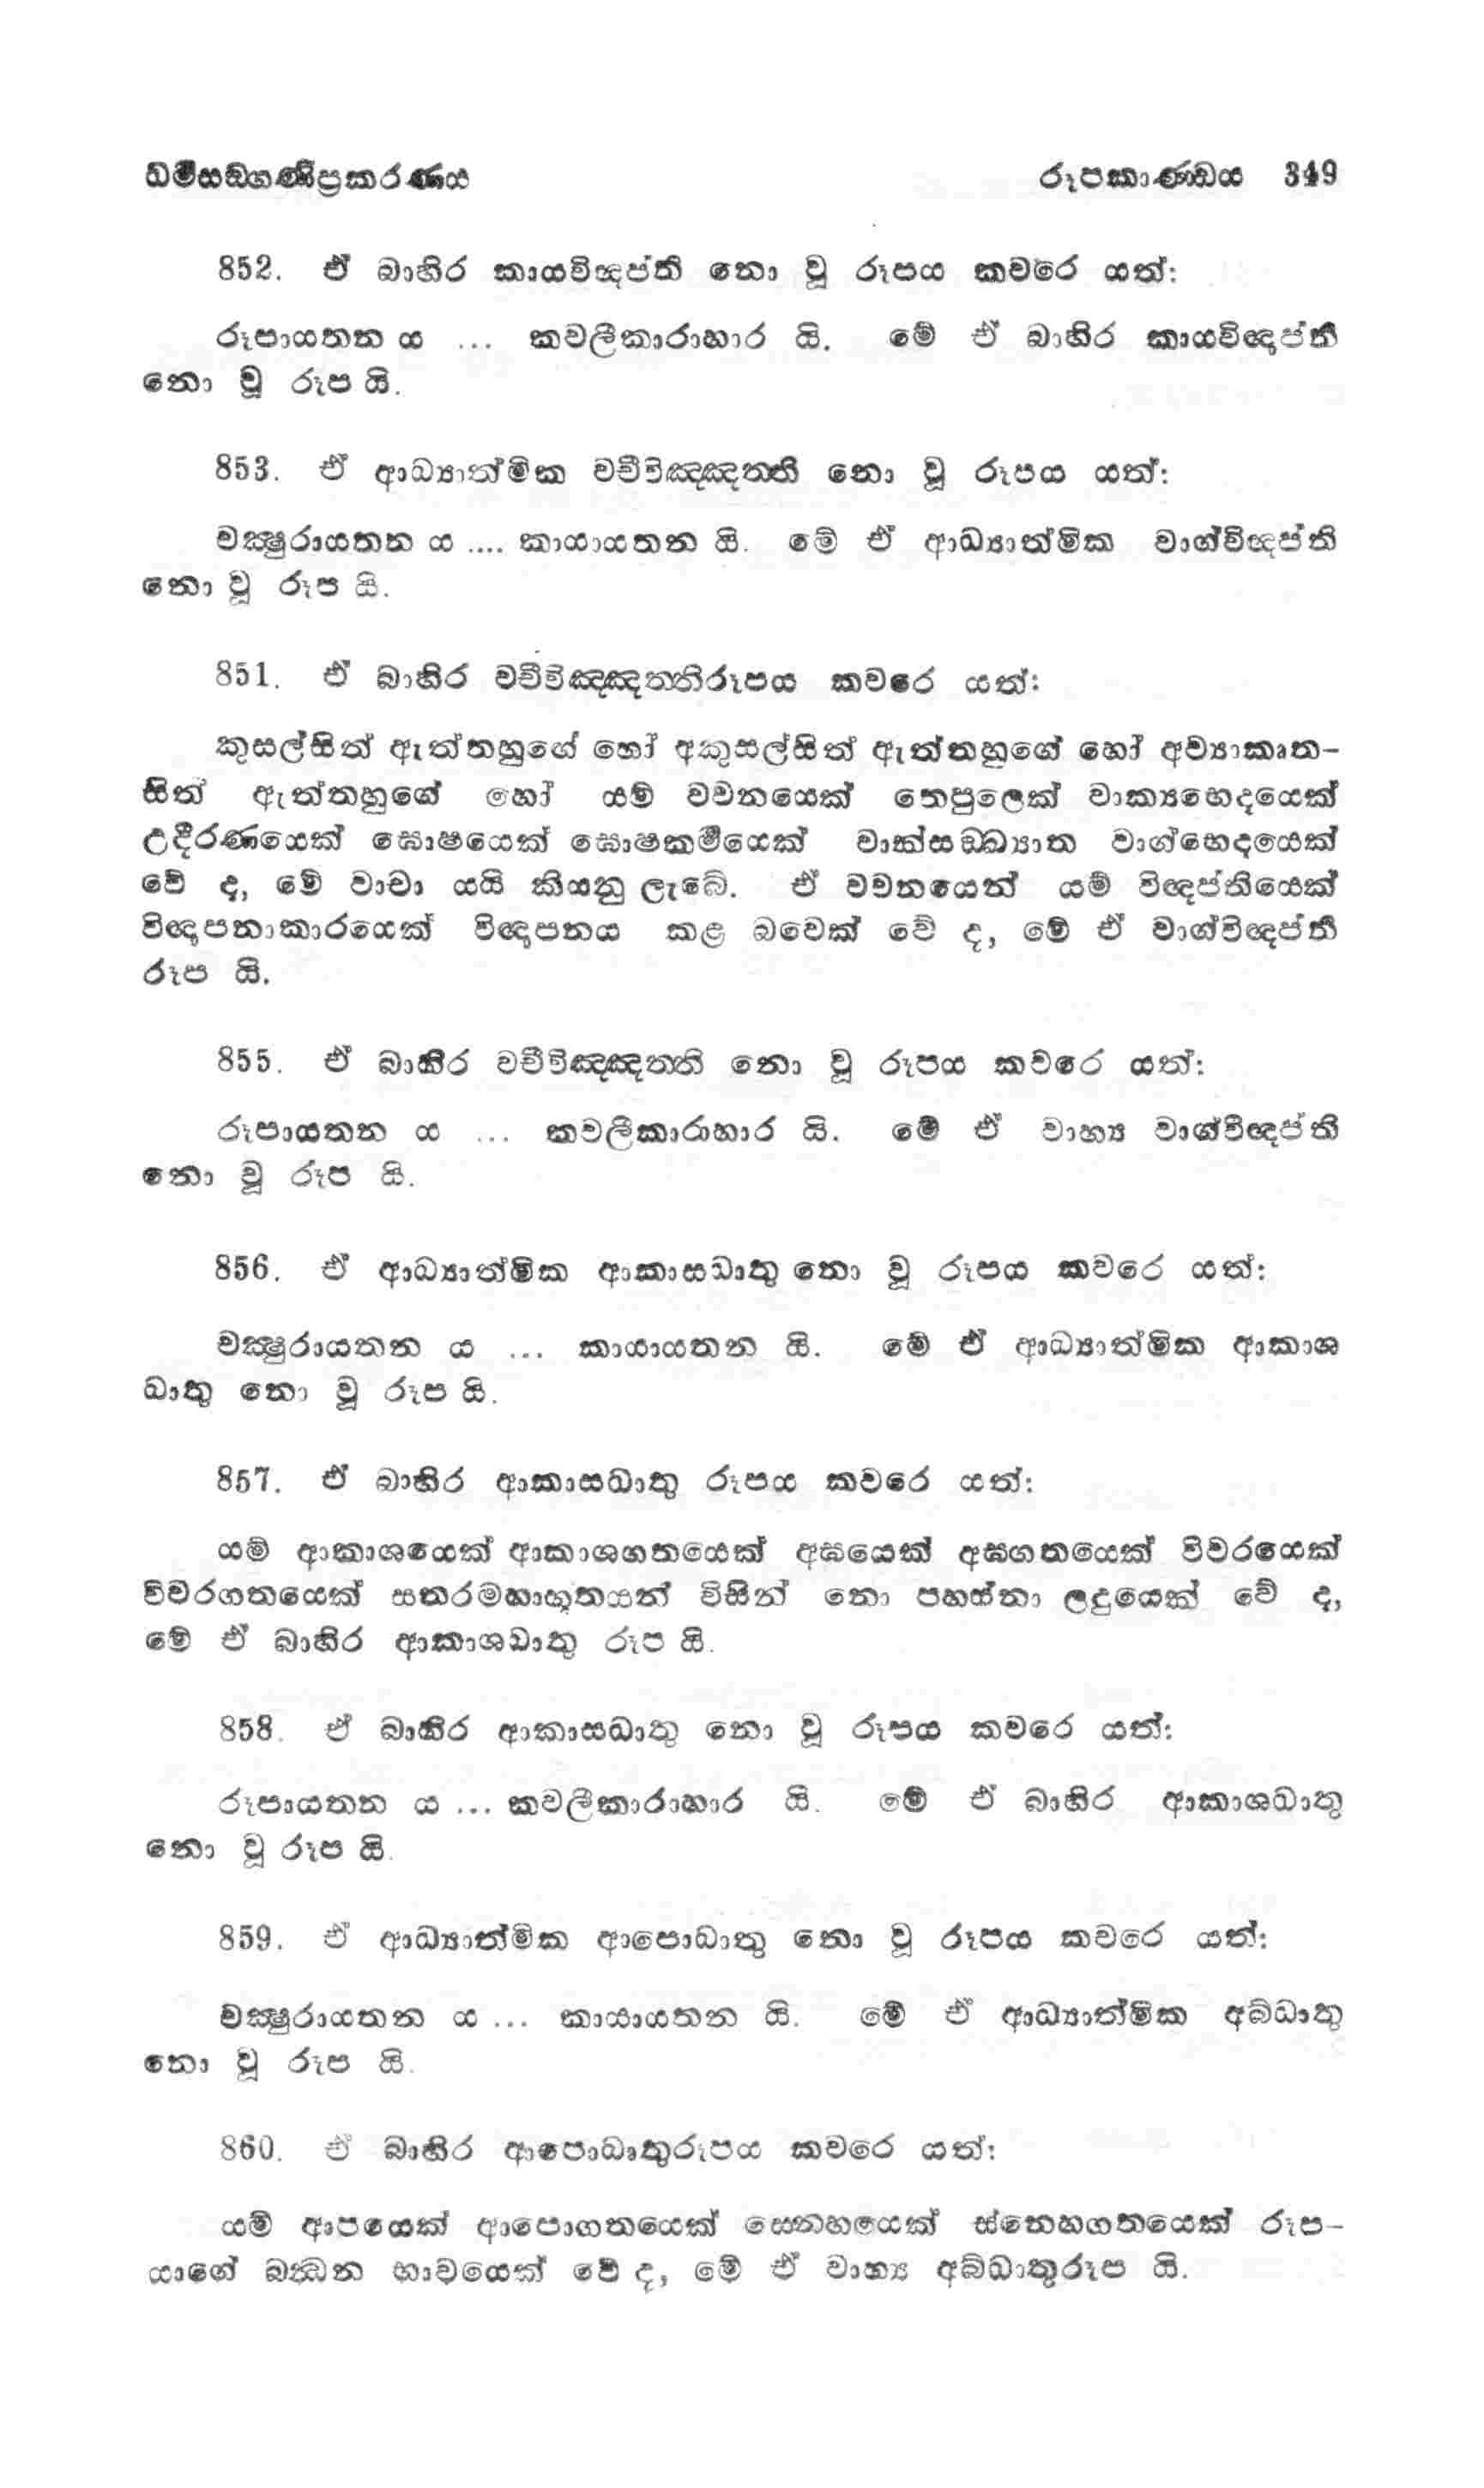 ධර්මසඞ්ගණිප්‍රකරණය රූපකාණ්ඩය 349
852. ඒ බාහිර කායවිඥප්ති නො වූ රූපය කවරේ යත්:
රූපායතන ය ... කවලීකාරාහාර යි. මේ ඒ බාහිර කායවිඥප්ති
නො වූ රූප යි.
853. ඒ ආධ්‍යාත්මික වචීවිඤ්ඤත්ති නො වූ රූපය යත්:
චක්‍ෂුරායතන ය .... කායායතන යි. මේ ඒ ආධ්‍යාත්මික වාග්විඥප්ති
නො වූ රූප යි.
851. ඒ බාහිර වචීවිඤ්ඤත්තිරූපය කවරෙ යත්:
කුසල්සිත් ඇත්තහුගේ හෝ අකුසල්සිත් ඇත්තහුගේ හෝ අව්‍යාකෘත-
සිත් ඇත්තහුගේ හෝ යම් වචනයෙක් තෙපුලෙක් වාක්‍යභෙදයෙක්
උදීරණයෙක් ඝොෂයෙක් ඝොෂකර්මයෙක් වාක්සඞ්ඛ්‍යාත වාග්භෙදයෙක්
වේ ද, මේ වාචා යයි කියනු ලැබේ. ඒ වචනයෙන් යම් විඥප්තියෙක්
විඥාපනාකාරයෙක් විඥාපනය කළ බවෙක් වේ ද, මේ ඒ වාග්විඥප්ති
රූප යි.
855. ඒ බාහිර වචීවිඤ්ඤත්ති නො වූ රූපය කවරෙ යත්:
රූපායතන ය ... කවලීකාරාහාර යි. මේ ඒ වාහ්‍ය වාග්විඥප්ති
නො වූ රූප යි.
856. ඒ ආධ්‍යාත්මික ආකාසධාතු නො වූ රූපය කවරෙ යත්:
චක්‍ෂුරායතන ය ... කායායතන යි. මේ ඒ ආධ්‍යාත්මික ආකාශ
ධාතු නො වූ රූප යි.
857. ඒ බාහිර ආකාසධාතු රූපය කවරෙ යත්:
යම් ආකාශයෙක් ආකාශගතයෙක් අඝයෙක් අඝගතයෙක් විවරයෙක්
විවරගතයෙක් සතරමහාභූතයන් විසින් නො පහස්නා ලදුයෙක් වේ ද,
මේ ඒ බාහිර ආකාශධාතු රූප යි.
858. ඒ බාහිර ආකාසධාතු නො වූ රූපය කවරෙ යත්:
රූපායතන ය ... කවලීකාරාහාර යි. මේ ඒ බාහිර ආකාශධාතු
නො වූ රූප යි.
859. ඒ ආධ්‍යාත්මික ආපොධාතු නො වූ රූපය කවරෙ යත්:
චක්‍ෂුරායතන ය ... කායායතන යි. මේ ඒ ආධ්‍යාත්මික අබ්ධාතු
නො වූ රූප යි.
860. ඒ බාහිර ආපොධාතුරූපය කවරෙ යත්:
යම් ආපයෙක් ආපොගතයෙක් සෙනහයෙක් ස්නෙහගතයෙක් රූප-
යාගේ බන්‍ධන භාවයෙක් වේ ද, මේ ඒ වාහ්‍ය අබ්ධාතුරූප යි.